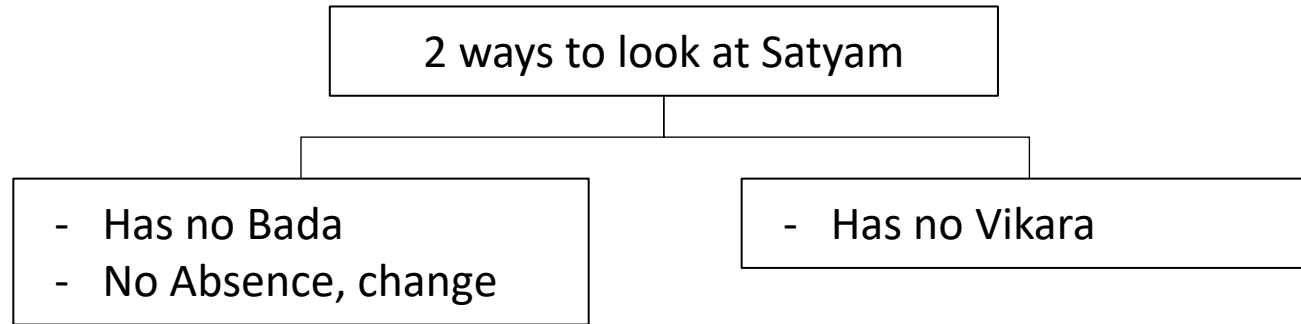 2 ways to look at Satyam
- Has no Bada
- No Absence, change
- Has no Vikara